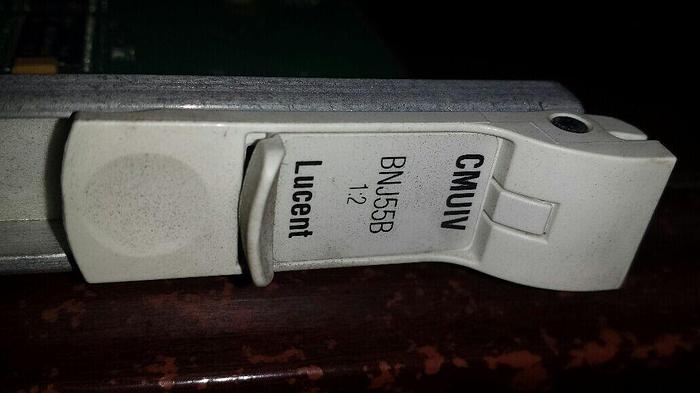 CMUIV
BNJ55B
1:2
Lucent